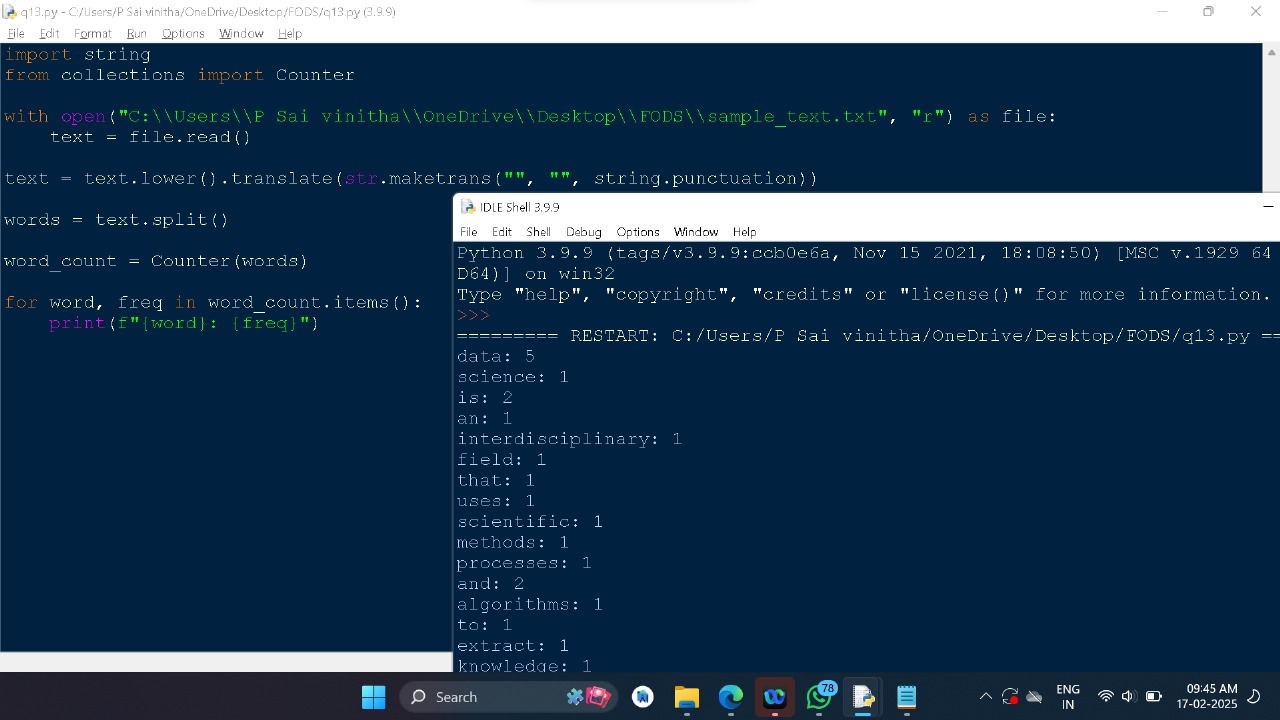 q13.py - C:/Users/P Sai vinitha/OneDrive/Desktop/FODS/q13.py (3.9.9)
File Edit Format Run Options Window Help
import string
from collections import Counter
with open("C:\\Users\\P Sai vinitha\\OneDrive\\Desktop\\FODS\\sample_text.txt", "r") as file:
    text = file.read()
text = text.lower().translate(str.maketrans("", "", string.punctuation))
words = text.split()
word_count = Counter(words)
for word, freq in word_count.items():
    print(f"{word}: {freq}")
IDLE Shell 3.9.9
File Edit Shell Debug Options Window Help
Python 3.9.9 (tags/v3.9.9:ccb0e6a, Nov 15 2021, 18:08:50) [MSC v.1929 64
D64)] on win32
Type "help", "copyright", "credits" or "license()" for more information.
>>>
========= RESTART: C:/Users/P Sai vinitha/OneDrive/Desktop/FODS/q13.py ==
data: 5
science: 1
is: 2
an: 1
interdisciplinary: 1
field: 1
that: 1
uses: 1
scientific: 1
methods: 1
processes: 1
and: 2
algorithms: 1
to: 1
extract: 1
knowledge: 1
Search
78
ENG
IN
09:45 AM
17-02-2025